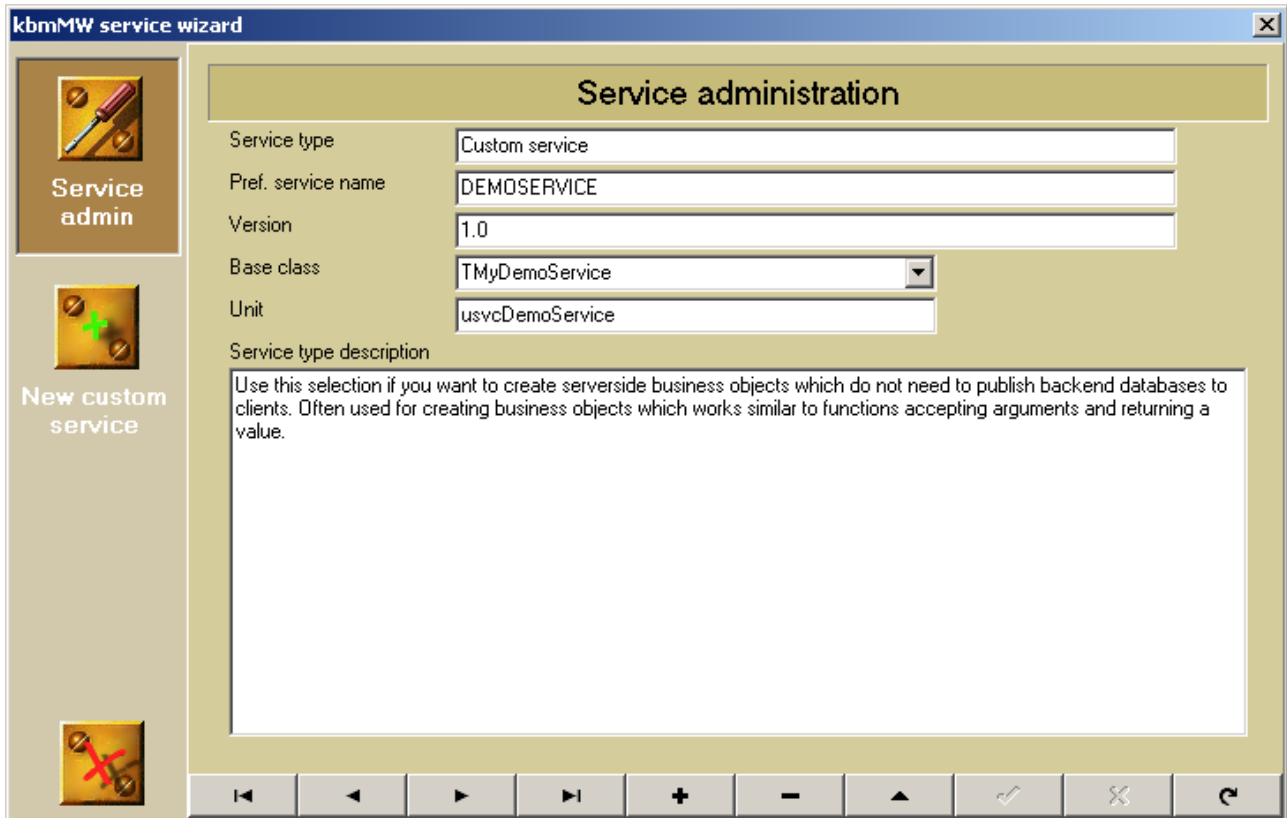 kbmMW service wizard
Service
admin
New custom
service
Service administration
Service type
Custom service
Pref. service name
DEMOSERVICE
Version
1.0
Base class
TMyDemoService
Unit
usvcDemoService
Service type description
Use this selection if you want to create serverside business objects which do not need to publish backend databases to
clients. Often used for creating business objects which works similar to functions accepting arguments and returning a
value.